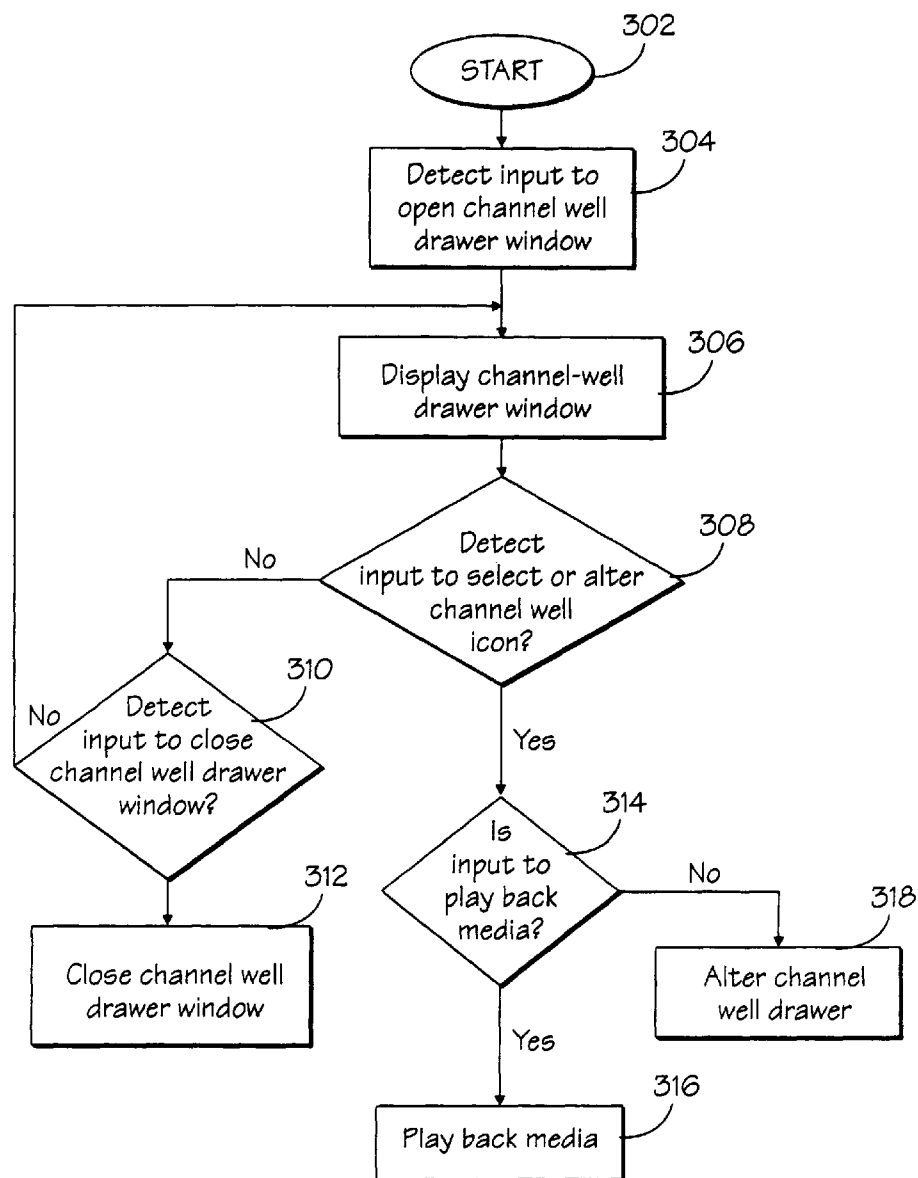 302
START
304
Detect input to
open channel well
drawer window
306
Display channel-well
drawer window
308
Detect
input to select or alter
channel well
icon?
No
310
Detect
input to close
channel well drawer
window?
No
Yes
314
Is
input to
play back
media?
No
312
Close channel well
drawer window
318
Alter channel
well drawer
Yes
316
Play back media